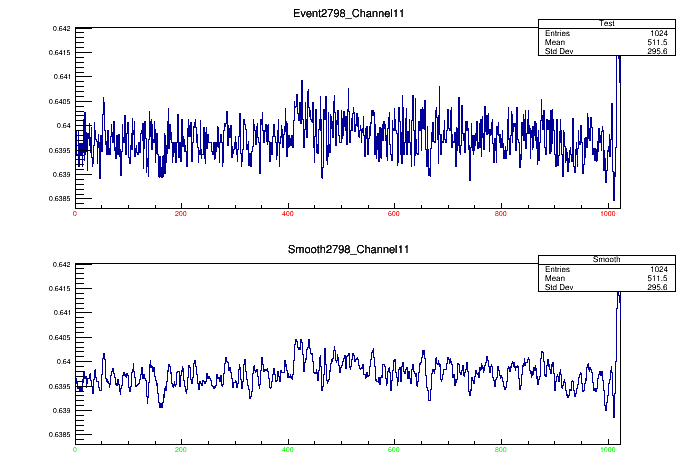 Event2798_Channel11
Test
Entries 1024
Mean 511.5
Std Dev 295.6
0.642
0.6415
0.641
0.6405
0.64
0.6395
0.639
0.6385
0 200 400 600 800 1000
Smooth2798_Channel11
Smooth
Entries 1024
Mean 511.5
Std Dev 295.6
0.642
0.6415
0.641
0.6405
0.64
0.6395
0.639
0.6385
0 200 400 600 800 1000